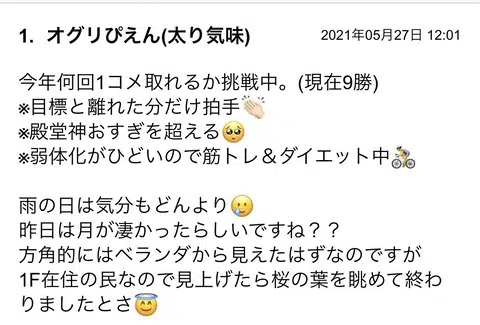 1. オグリぴえん(太り気味) 2021年05月27日 12:01
今年何回1コメ取れるか挑戦中。(現在9勝)
※目標と離れた分だけ拍手👏🏻
※殿堂神おすぎを超える🥺
※弱体化がひどいので筋トレ＆ダイエット中🚴
雨の日は気分もどんより🥲
昨日は月が凄かったらしいですね？？
方角的にはベランダから見えたはずなのですが
1F在住の民なので見上げたら桜の葉を眺めて終わ
りましたとさ😇